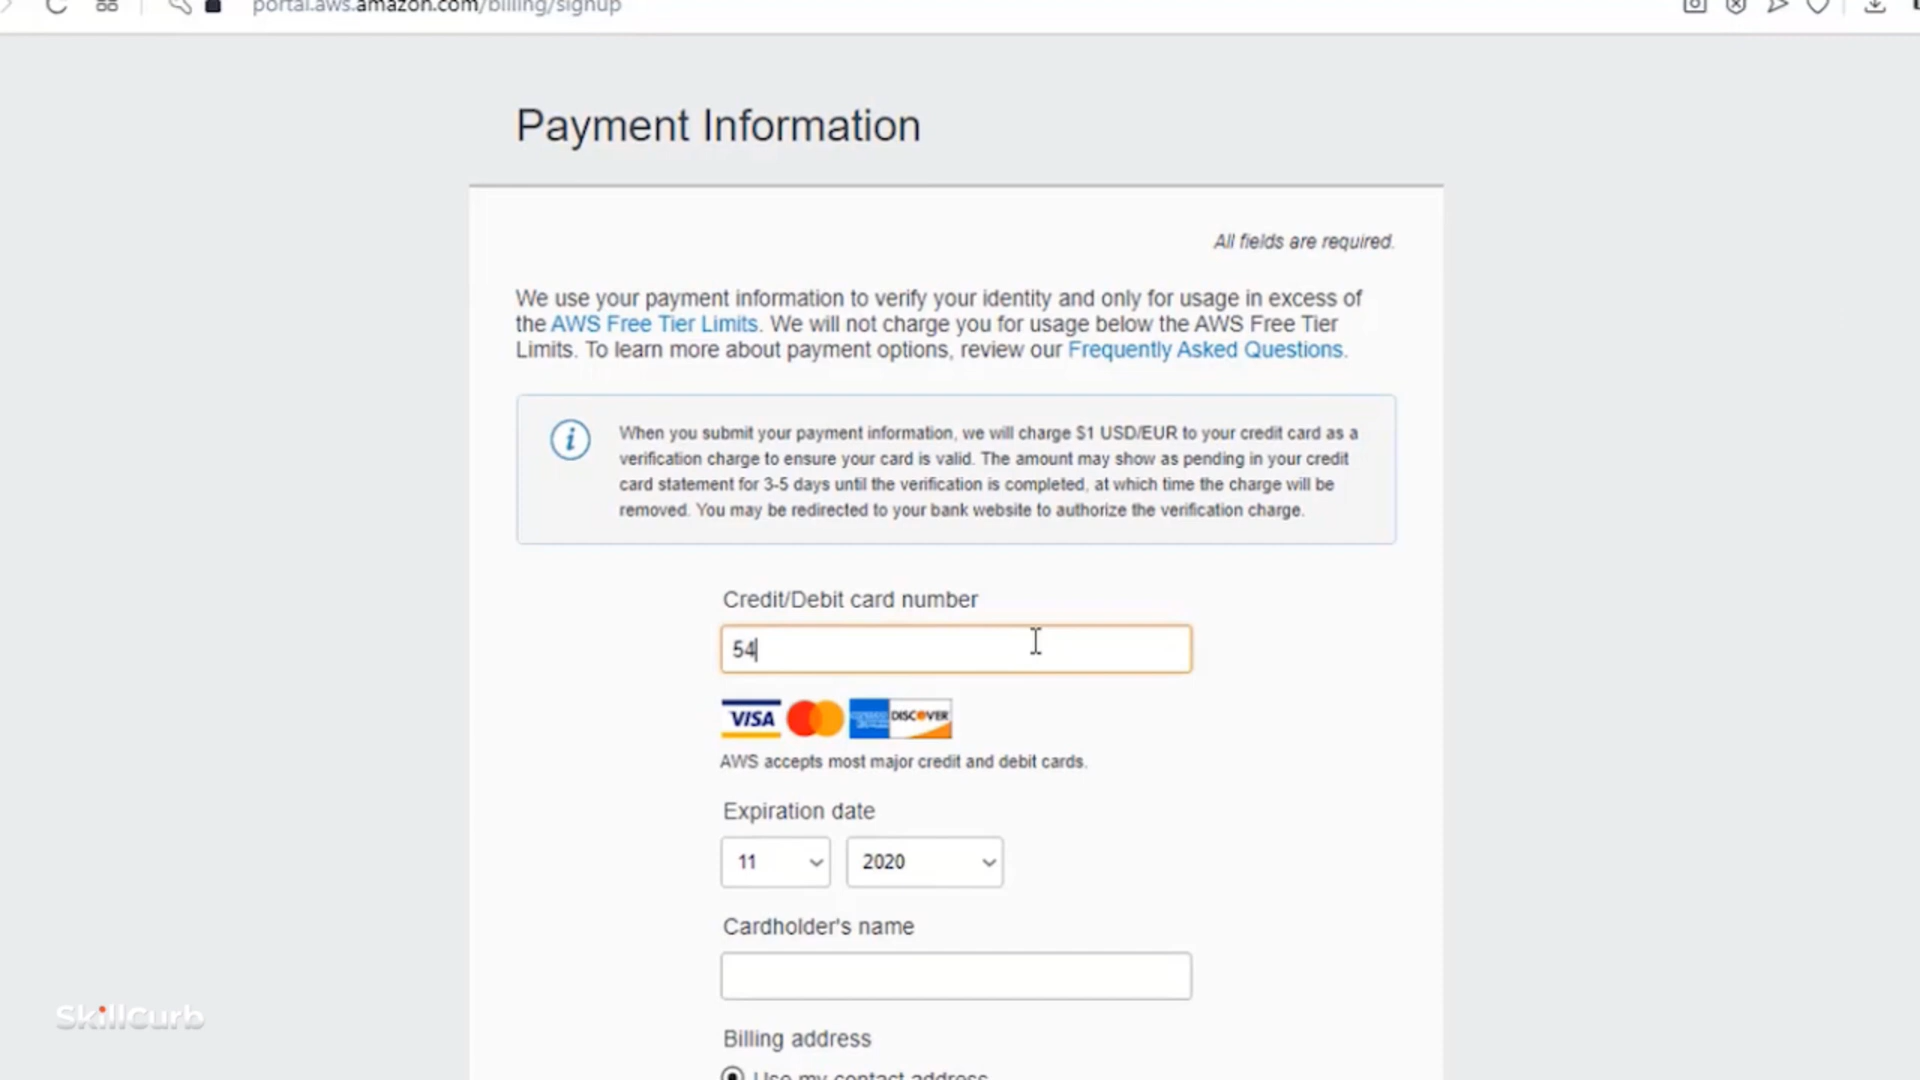 portal.aws.amazon.com/billing/signup
Payment Information
All fields are required.
We use your payment information to verify your identity and only for usage in excess of
the AWS Free Tier Limits. We will not charge you for usage below the AWS Free Tier
Limits. To learn more about payment options, review our Frequently Asked Questions.
When you submit your payment information, we will charge $1 USD/EUR to your credit card as a
verification charge to ensure your card is valid. The amount may show as pending in your credit
card statement for 3-5 days until the verification is completed, at which time the charge will be
removed. You may be redirected to your bank website to authorize the verification charge.
Credit/Debit card number
54
VISA
AMERICAN EXPRESS
DISCOVER
AWS accepts most major credit and debit cards.
Expiration date
11
2020
Cardholder's name
Billing address
Use my contact address
SkillCurb